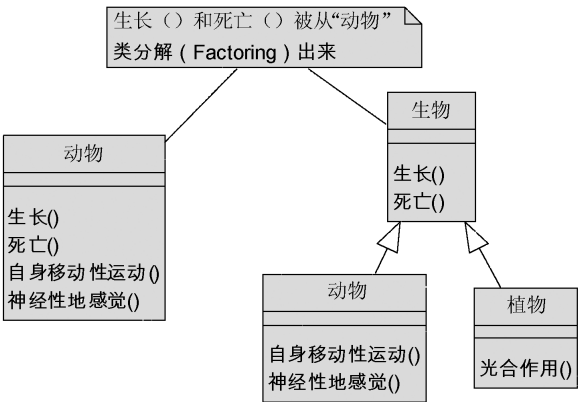 生长（）和死亡（）被从“动物”
类分解（Factoring）出来
动物
生长()
死亡()
自身移动性运动()
神经性地感觉()
生物
生长()
死亡()
动物
自身移动性运动()
神经性地感觉()
植物
光合作用()